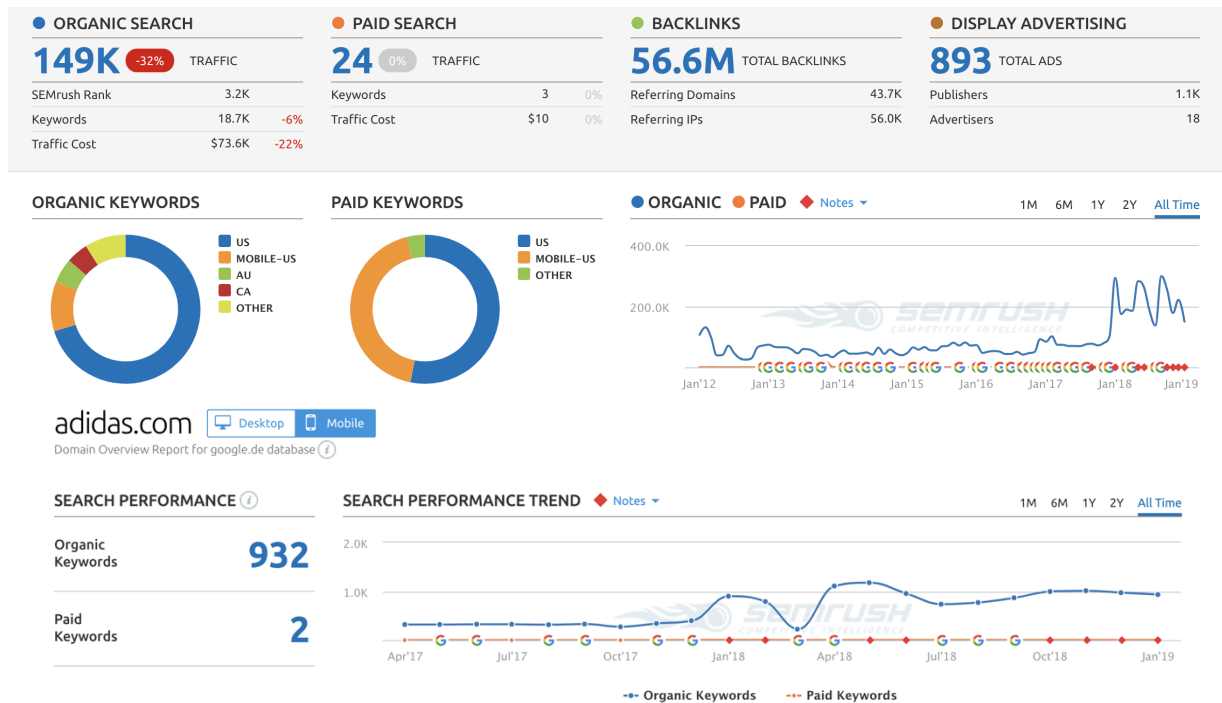 ORGANIC SEARCH
149K -32% TRAFFIC
SEMrush Rank 3.2K
Keywords 18.7K -6%
Traffic Cost $73.6K -22%
PAID SEARCH
24 0% TRAFFIC
Keywords 3 0%
Traffic Cost $10 0%
BACKLINKS
56.6M TOTAL BACKLINKS
Referring Domains 43.7K
Referring IPs 56.0K
DISPLAY ADVERTISING
893 TOTAL ADS
Publishers 1.1K
Advertisers 18
ORGANIC KEYWORDS
US
MOBILE-US
AU
CA
OTHER
PAID KEYWORDS
US
MOBILE-US
OTHER
ORGANIC PAID Notes
1M 6M 1Y 2Y All Time
400.0K
200.0K
SEMRUSH
COMPETITIVE INTELLIGENCE
Jan'12 Jan'13 Jan'14 Jan'15 Jan'16 Jan'17 Jan'18 Jan'19
adidas.com Desktop Mobile
Domain Overview Report for google.de database i
SEARCH PERFORMANCE i
Organic
Keywords
932
Paid
Keywords
2
SEARCH PERFORMANCE TREND Notes
1M 6M 1Y 2Y All Time
2.0K
1.0K
SEMRUSH
COMPETITIVE INTELLIGENCE
Apr'17 Jul'17 Oct'17 Jan'18 Apr'18 Jul'18 Oct'18 Jan'19
Organic Keywords Paid Keywords